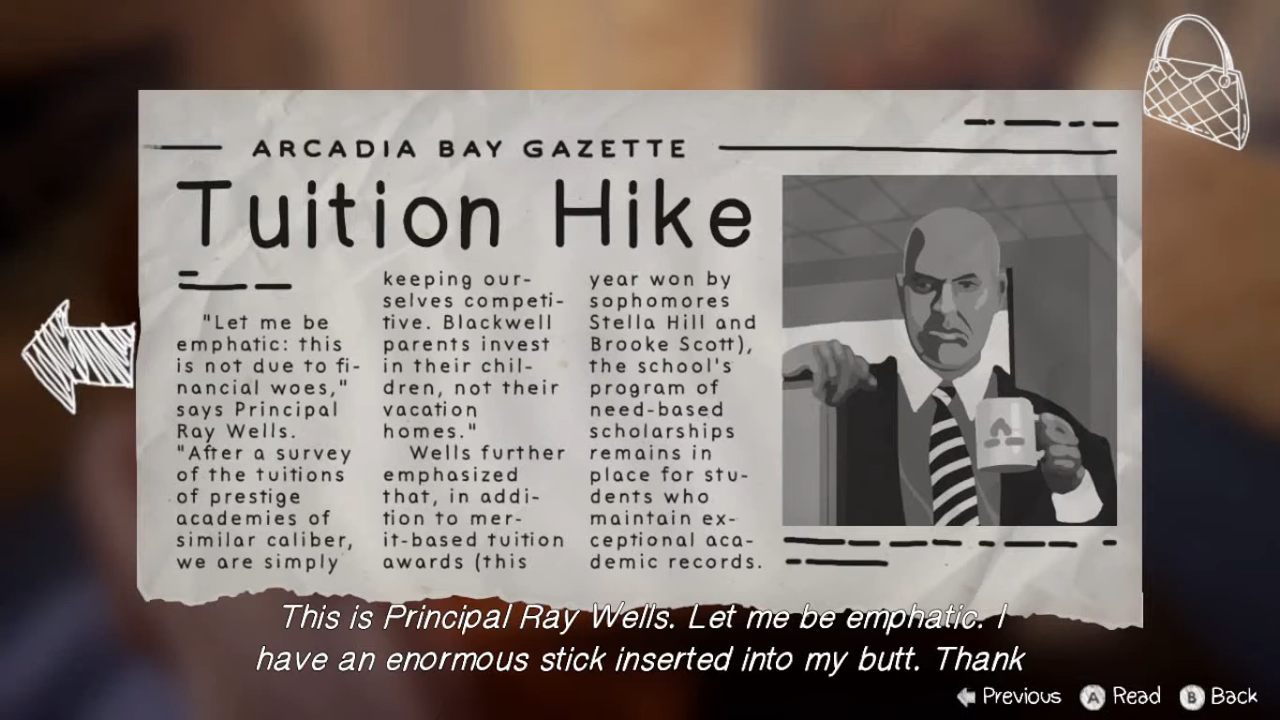 ARCADIA BAY GAZETTE
Tuition Hike
"Let me be
emphatic: this
is not due to fi-
nancial woes,"
says Principal
Ray Wells.
"After a survey
of the tuitions
of prestige
academies of
similar caliber,
we are simply
keeping our-
selves competi-
tive. Blackwell
parents invest
in their chil-
dren, not their
vacation
homes."
Wells further
emphasized
that, in addi-
tion to mer-
it-based tuition
awards (this
year won by
sophomores
Stella Hill and
Brooke Scott),
the school's
program of
need-based
scholarships
remains in
place for stu-
dents who
maintain ex-
ceptional aca-
demic records.
This is Principal Ray Wells. Let me be emphatic. I
have an enormous stick inserted into my butt. Thank
Previous A Read B Back